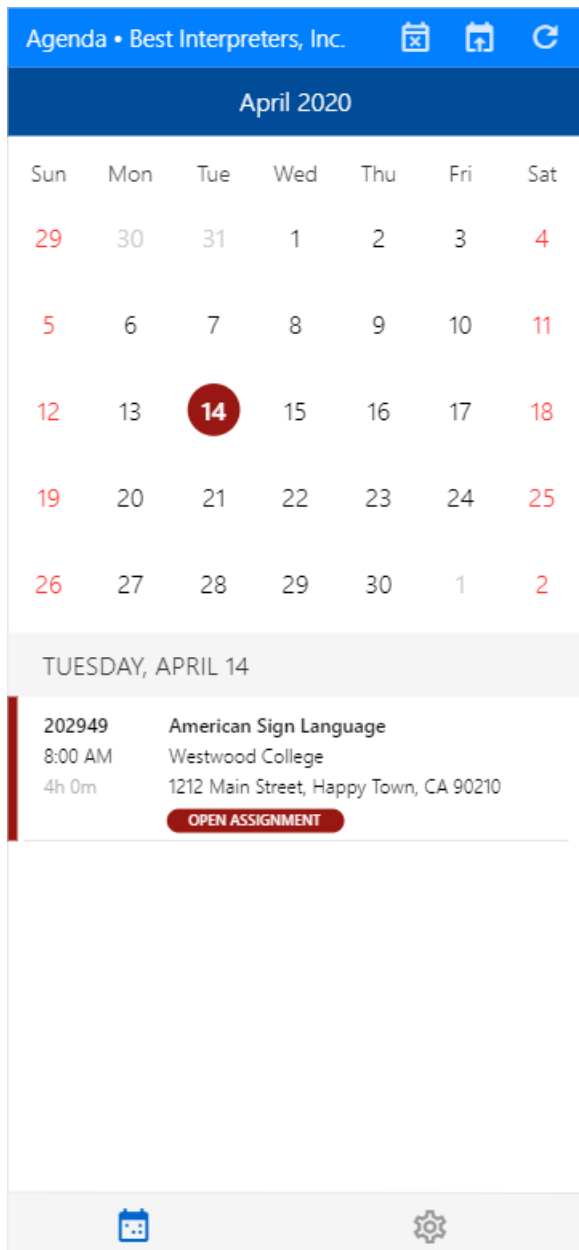 Agenda • Best Interpreters, Inc.
April 2020
Sun Mon Tue Wed Thu Fri Sat
29 30 31 1 2 3 4
5 6 7 8 9 10 11
12 13 14 15 16 17 18
19 20 21 22 23 24 25
26 27 28 29 30 1 2
TUESDAY, APRIL 14
202949 American Sign Language
8:00 AM Westwood College
4h 0m 1212 Main Street, Happy Town, CA 90210
OPEN ASSIGNMENT